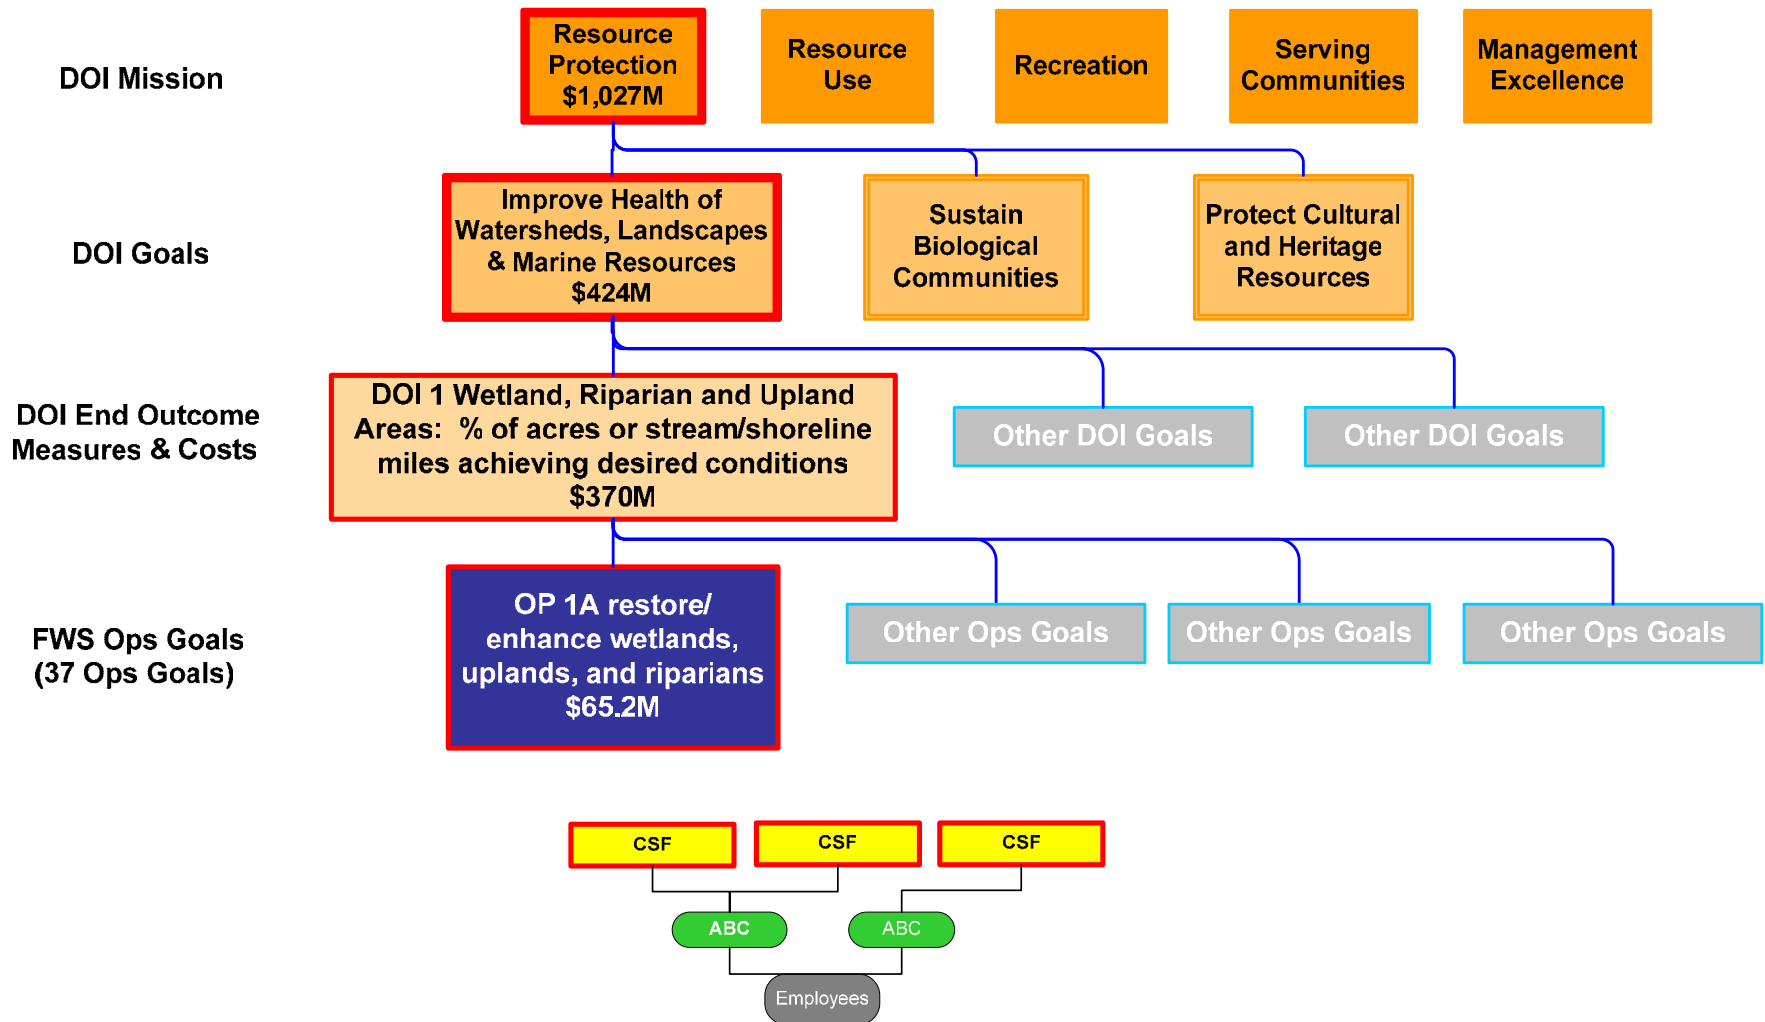 DOI Mission
Resource
Protection
$1,027M
Resource
Use
Recreation
Serving
Communities
Management
Excellence
DOI Goals
Improve Health of
Watersheds, Landscapes
& Marine Resources
$424M
Sustain
Biological
Communities
Protect Cultural
and Heritage
Resources
DOI End Outcome
Measures & Costs
DOI 1 Wetland, Riparian and Upland
Areas: % of acres or stream/shoreline
miles achieving desired conditions
$370M
Other DOI Goals
Other DOI Goals
FWS Ops Goals
(37 Ops Goals)
OP 1A restore/
enhance wetlands,
uplands, and riparians
$65.2M
Other Ops Goals
Other Ops Goals
Other Ops Goals
CSF
CSF
CSF
ABC
ABC
Employees